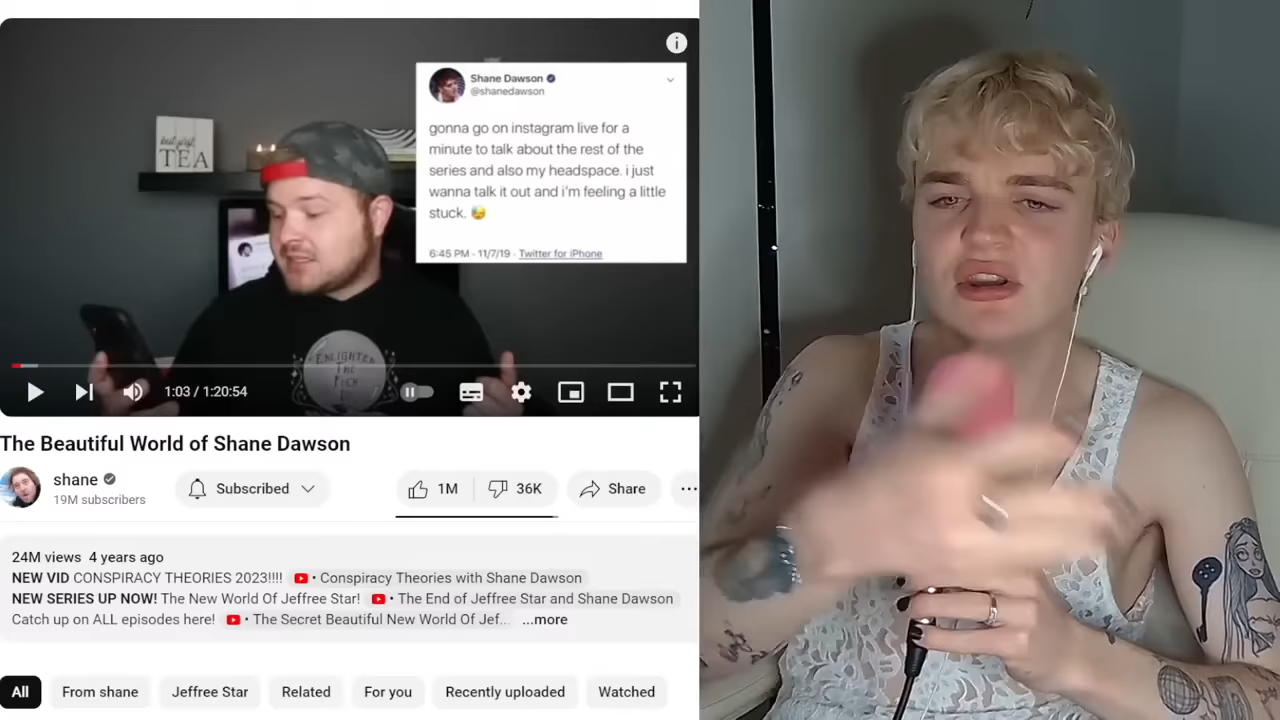 but first
TEA
Shane Dawson
@shanedawson
gonna go on instagram live for a
minute to talk about the rest of the
series and also my headspace. i just
wanna talk it out and i'm feeling a little
stuck. 😓
6:45 PM · 11/7/19 · Twitter for iPhone
ENLIGHTEN
THE
1:03 / 1:20:54
The Beautiful World of Shane Dawson
shane
19M subscribers
Subscribed
1M
36K
Share
24M views 4 years ago
NEW VID CONSPIRACY THEORIES 2023!!!! • Conspiracy Theories with Shane Dawson
NEW SERIES UP NOW! The New World of Jeffree Star! • The End of Jeffree Star and Shane Dawson
Catch up on ALL episodes here! • The Secret Beautiful New World Of Jef... ...more
All From shane Jeffree Star Related For you Recently uploaded Watched